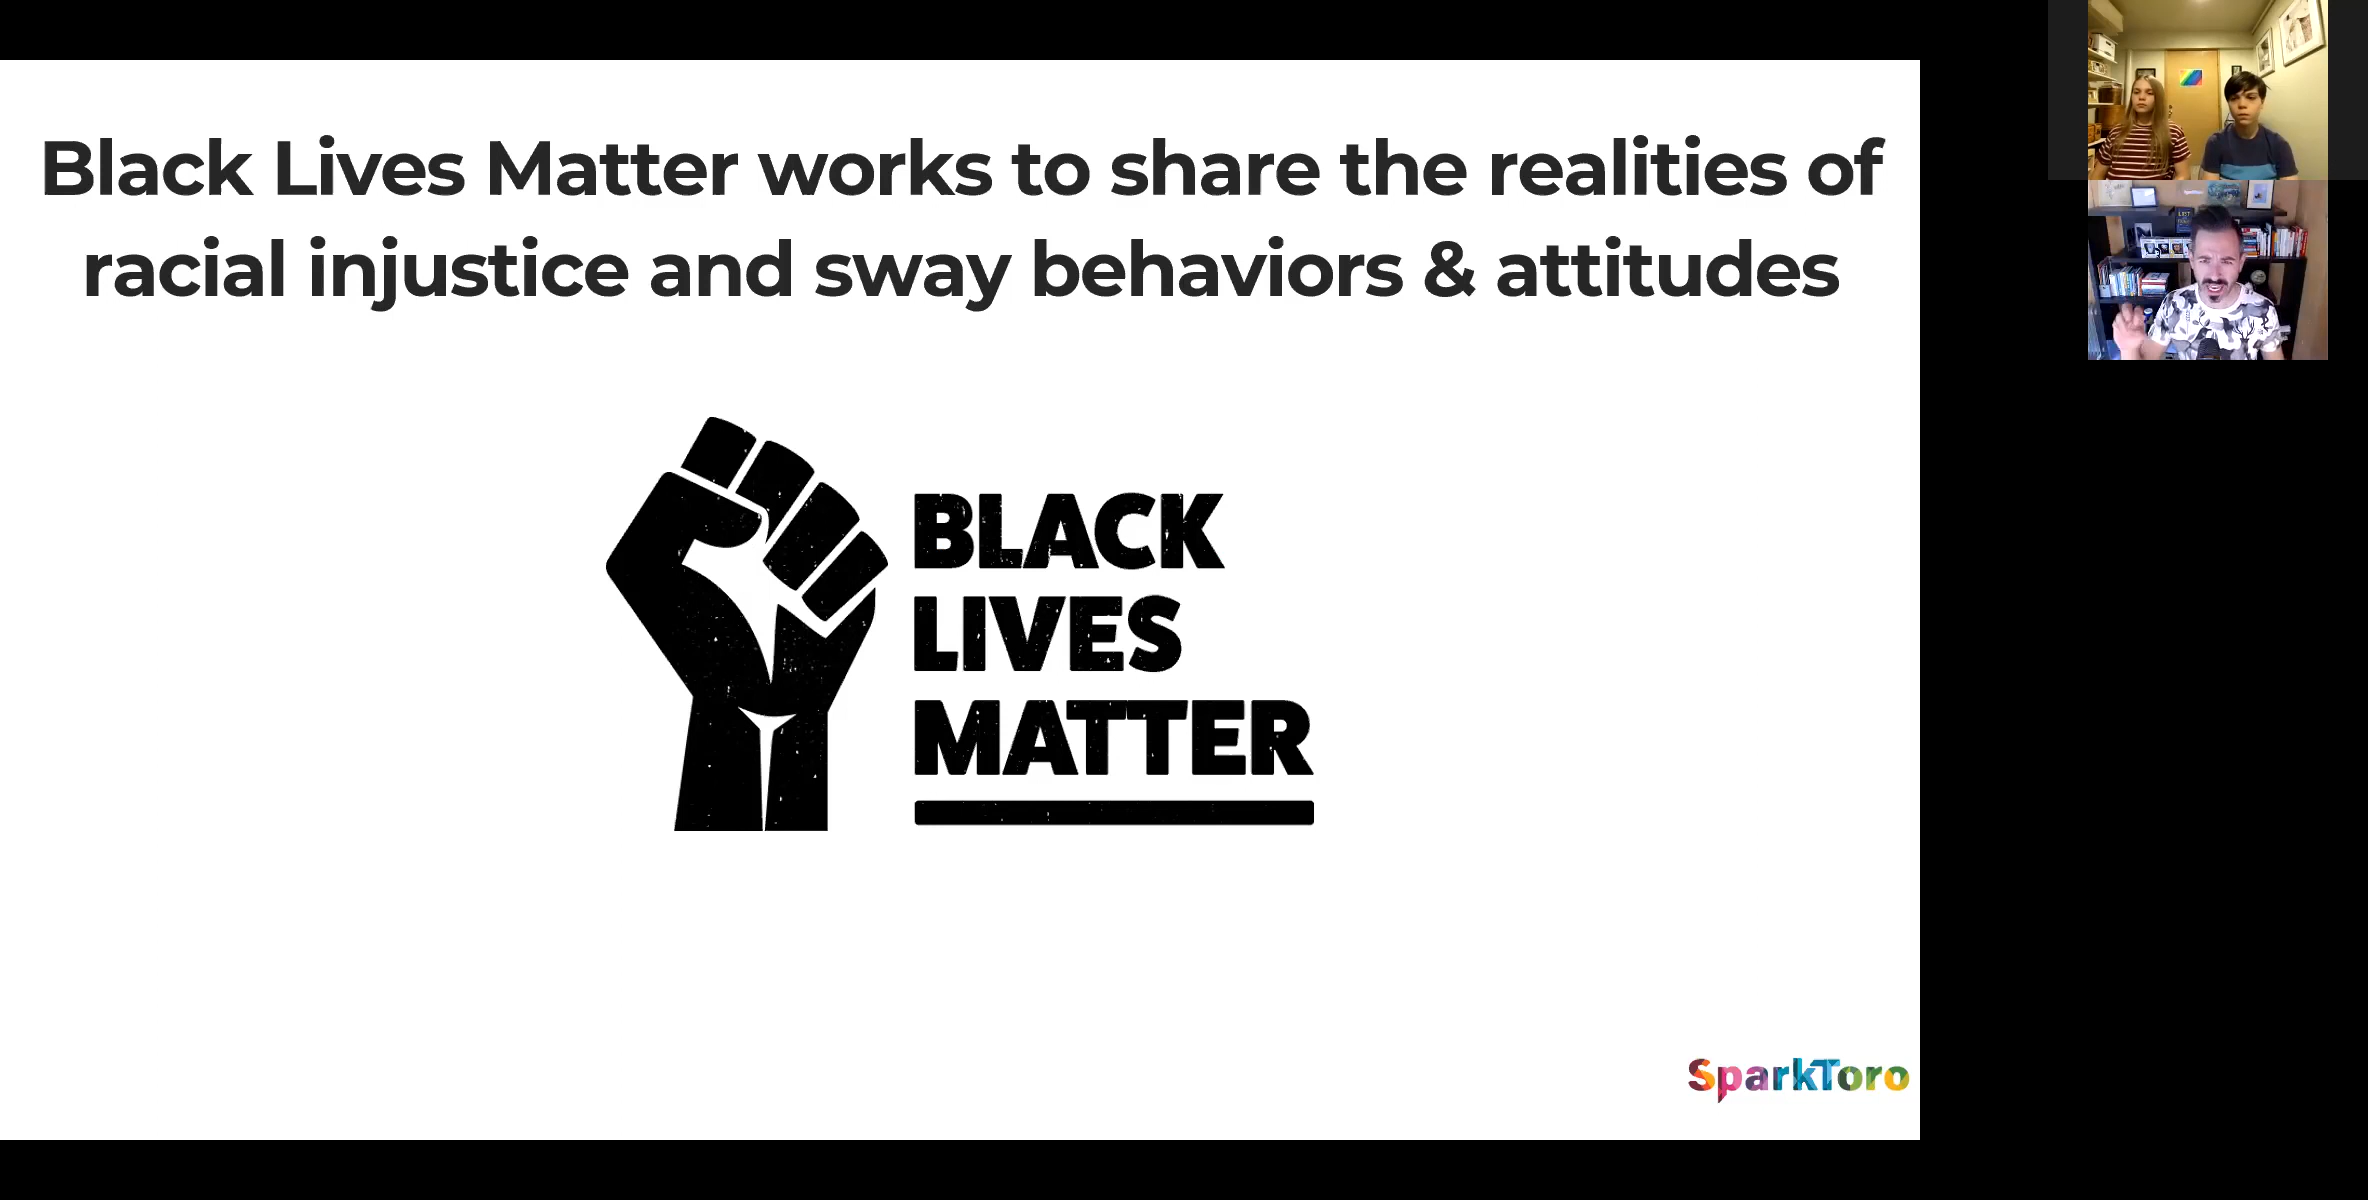 Black Lives Matter works to share the realities of
racial injustice and sway behaviors & attitudes
BLACK
LIVES
MATTER
SparkToro